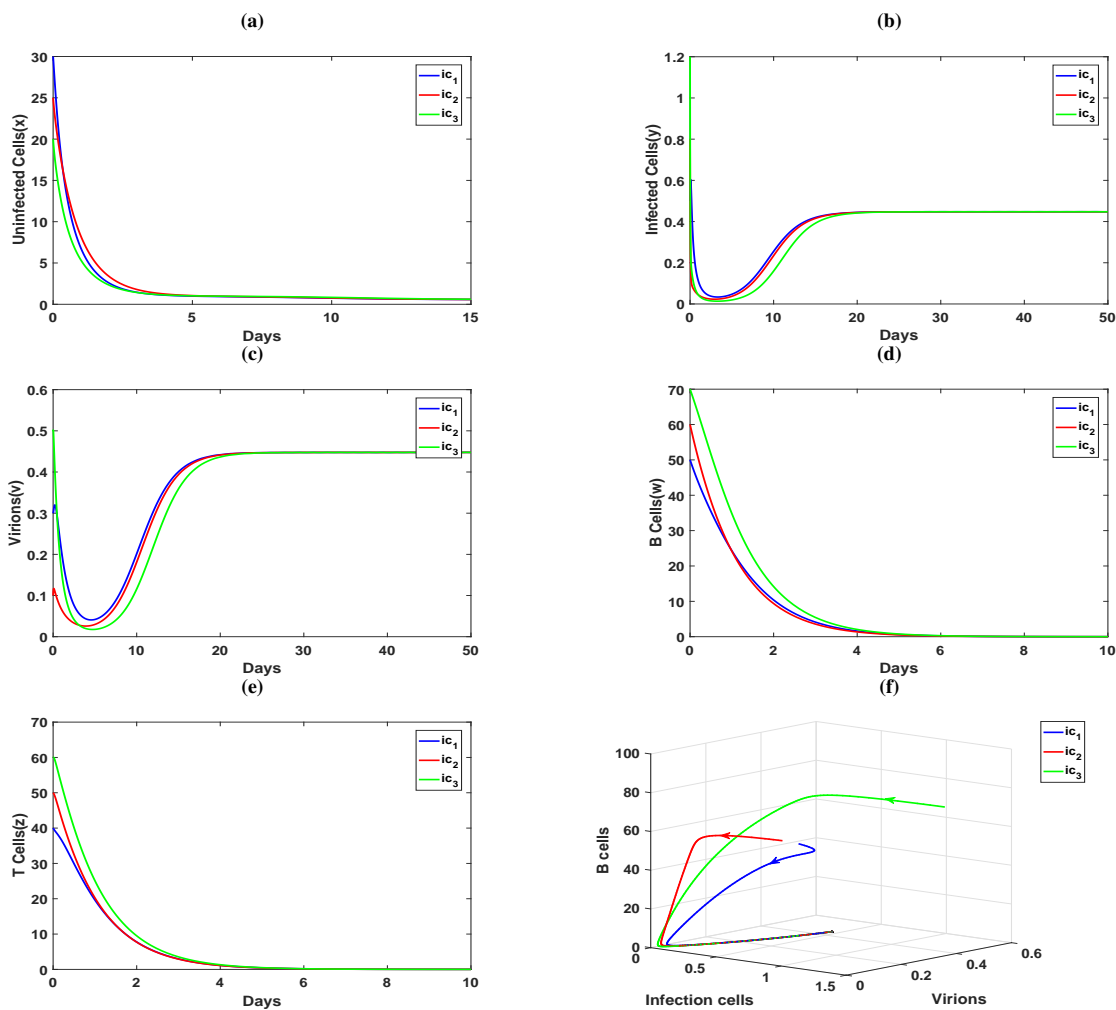 (a)
30
25
20
15
10
5
0
Uninfected Cells(x)
0 5 10 15
Days
ic1
ic2
ic3
(b)
1.2
1
0.8
0.6
0.4
0.2
0
Infected Cells(y)
0 10 20 30 40 50
Days
ic1
ic2
ic3
(c)
0.6
0.5
0.4
0.3
0.2
0.1
0
Virions(v)
0 10 20 30 40 50
Days
ic1
ic2
ic3
(d)
70
60
50
40
30
20
10
0
B Cells(w)
0 2 4 6 8 10
Days
ic1
ic2
ic3
(e)
70
60
50
40
30
20
10
0
T Cells(z)
0 2 4 6 8 10
Days
ic1
ic2
ic3
(f)
100
80
60
40
20
0
B cells
0 0.5 1 1.5
Infection cells
0 0.2 0.4 0.6
Virions
ic1
ic2
ic3